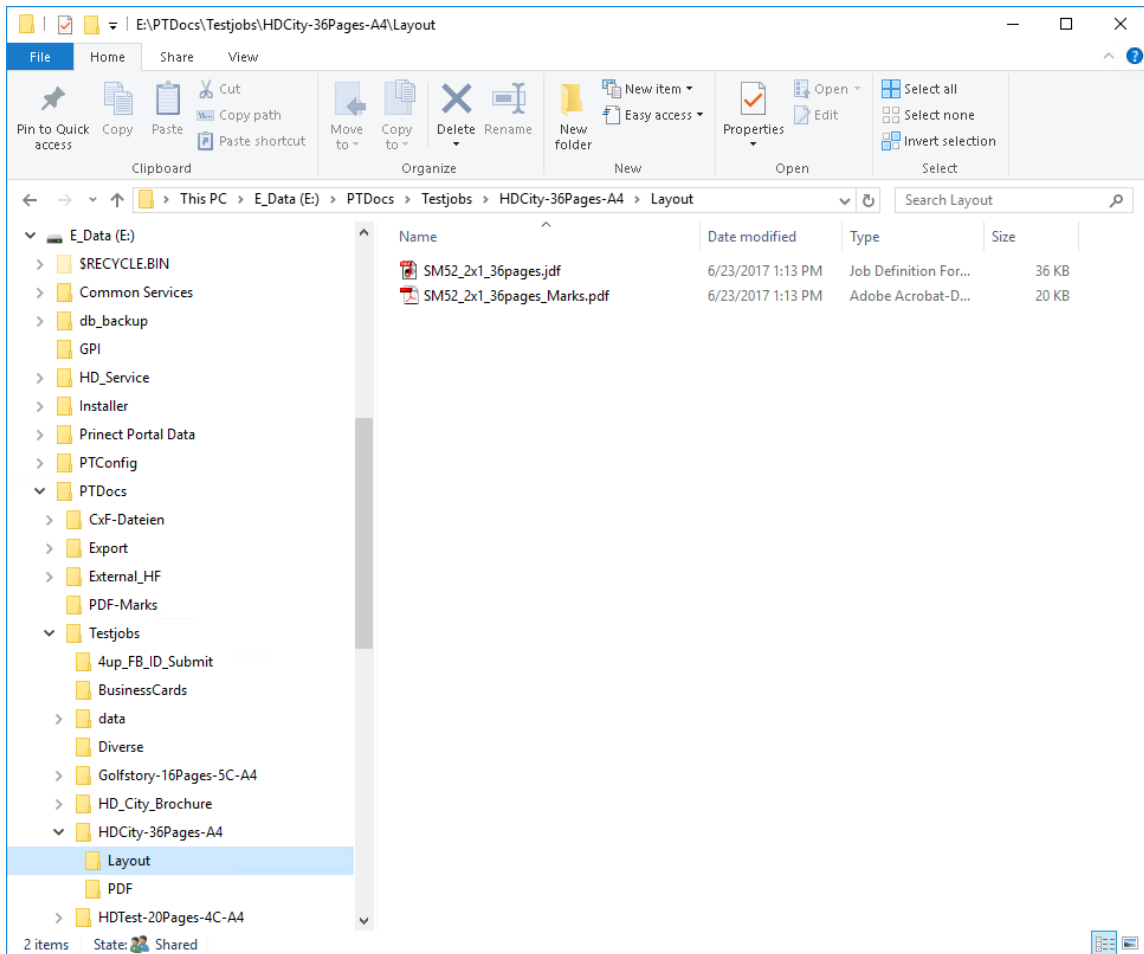 E:\PTDocs\Testjobs\HDCity-36Pages-A4\Layout
File Home Share View
Pin to Quick access
Copy
Paste
Cut
Copy path
Paste shortcut
Clipboard
Move to
Copy to
Delete
Rename
Organize
New folder
New item
Easy access
New
Properties
Open
Edit
Open
Select all
Select none
Invert selection
Select
This PC > E_Data (E:) > PTDocs > Testjobs > HDCity-36Pages-A4 > Layout
Search Layout
E_Data (E:)
$RECYCLE.BIN
Common Services
db_backup
GPI
HD_Service
Installer
Prinect Portal Data
PTConfig
PTDocs
CxF-Dateien
Export
External_HF
PDF-Marks
Testjobs
4up_FB_ID_Submit
BusinessCards
data
Diverse
Golfstory-16Pages-5C-A4
HD_City_Brochure
HDCity-36Pages-A4
Layout
PDF
HDTest-20Pages-4C-A4
Name Date modified Type Size
SM52_2x1_36pages.jdf 6/23/2017 1:13 PM Job Definition For... 36 KB
SM52_2x1_36pages_Marks.pdf 6/23/2017 1:13 PM Adobe Acrobat-D... 20 KB
2 items State: Shared